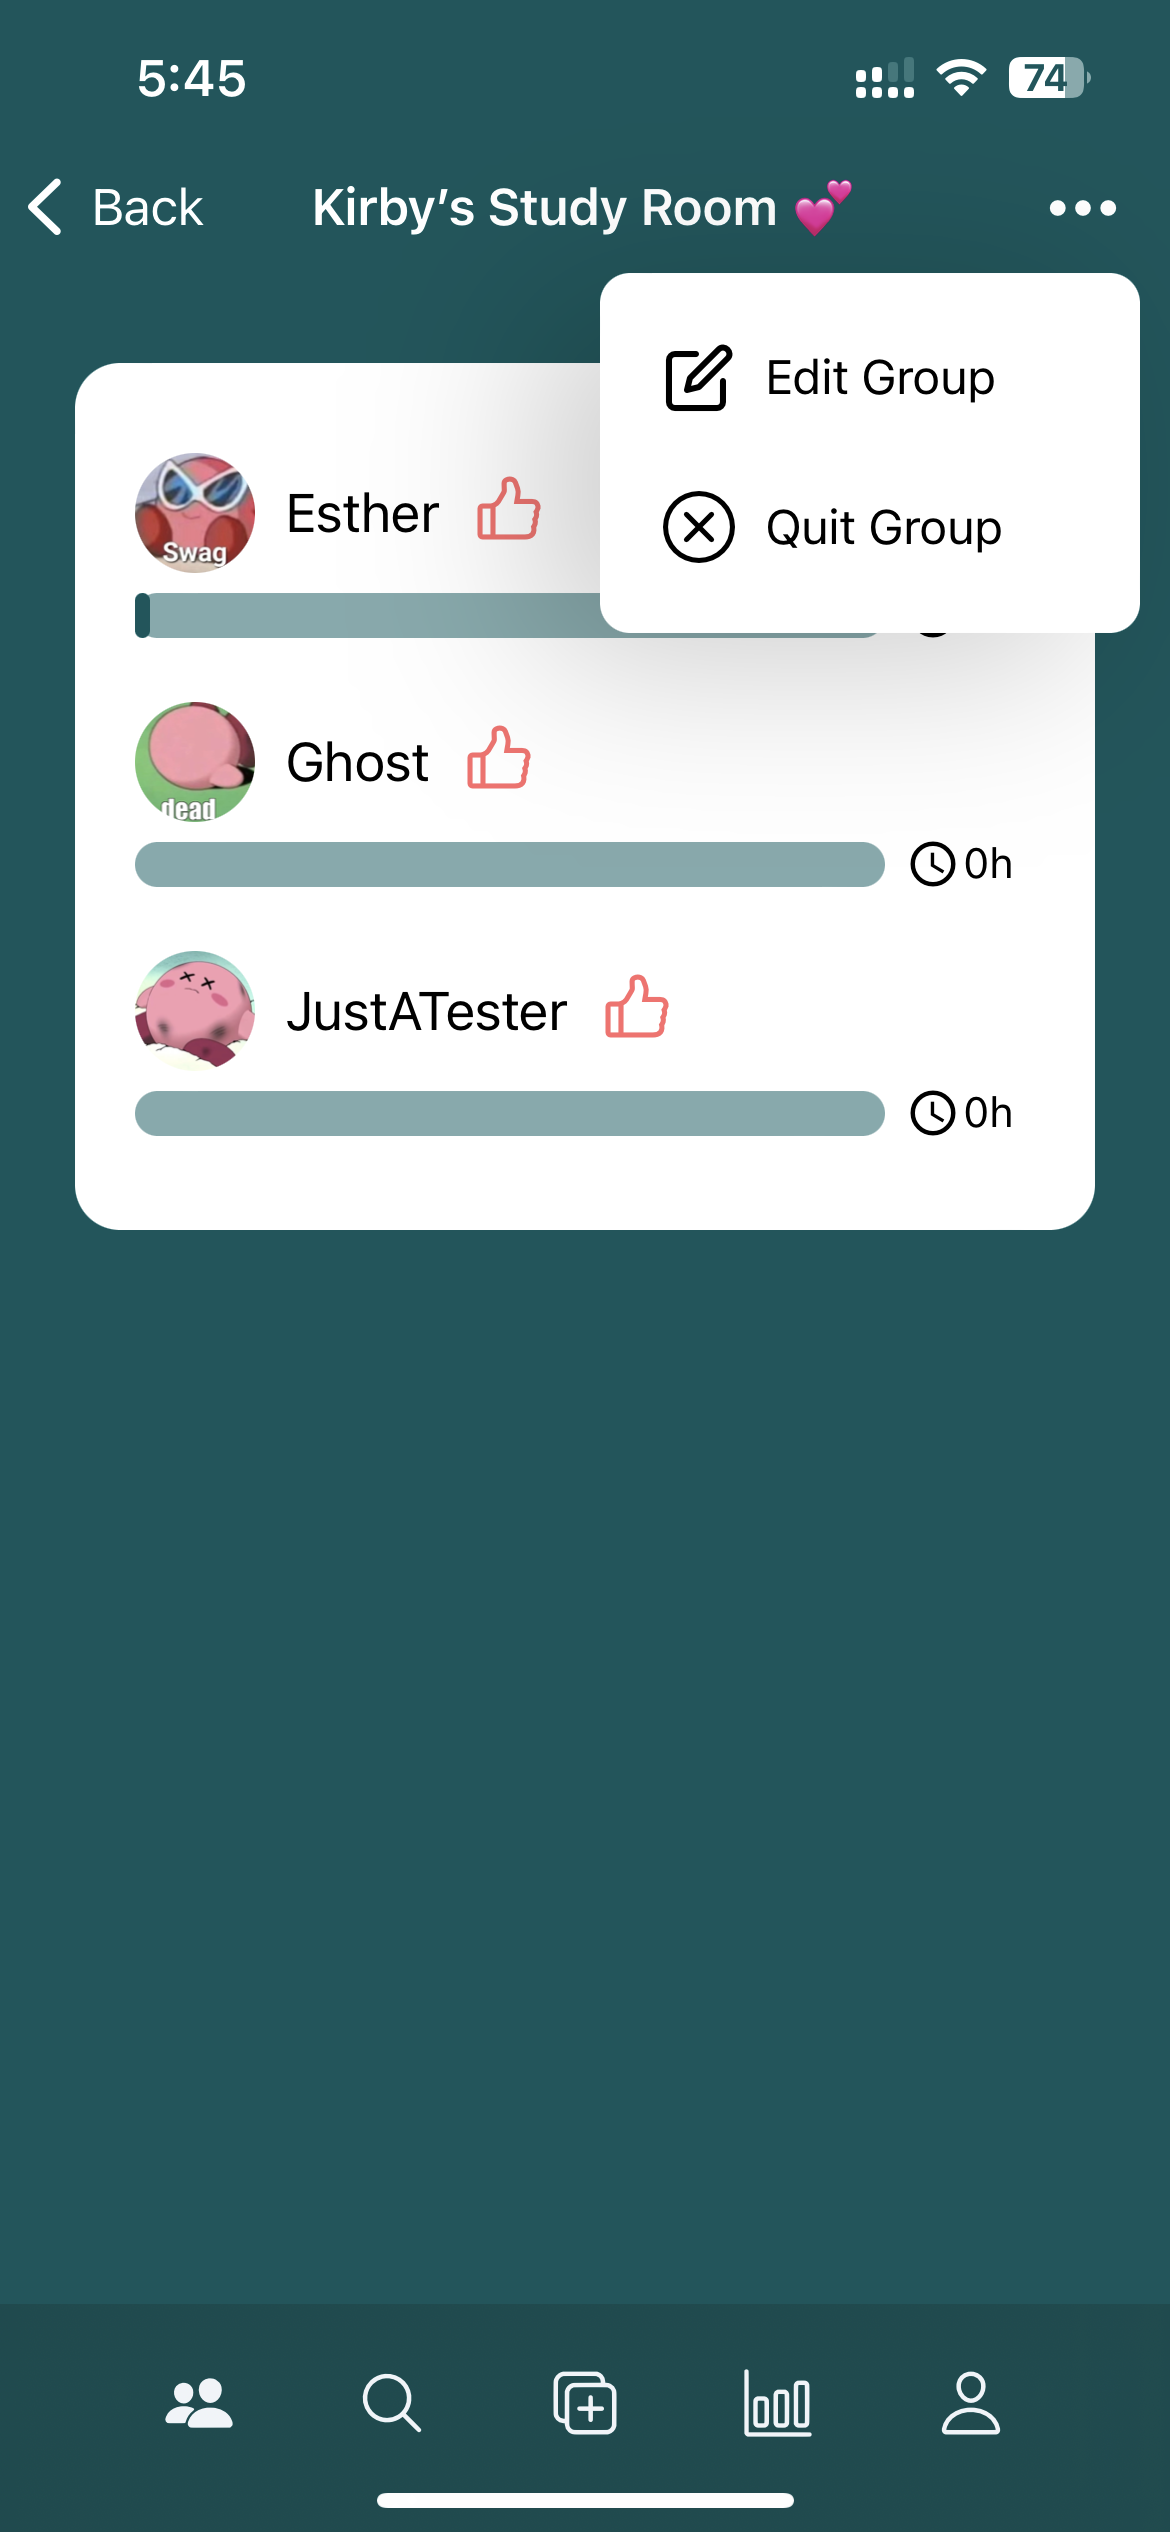 5:45
74
Back
Kirby's Study Room 💕
Edit Group
Quit Group
Esther
Swag
Ghost
dead
0h
JustATester
0h